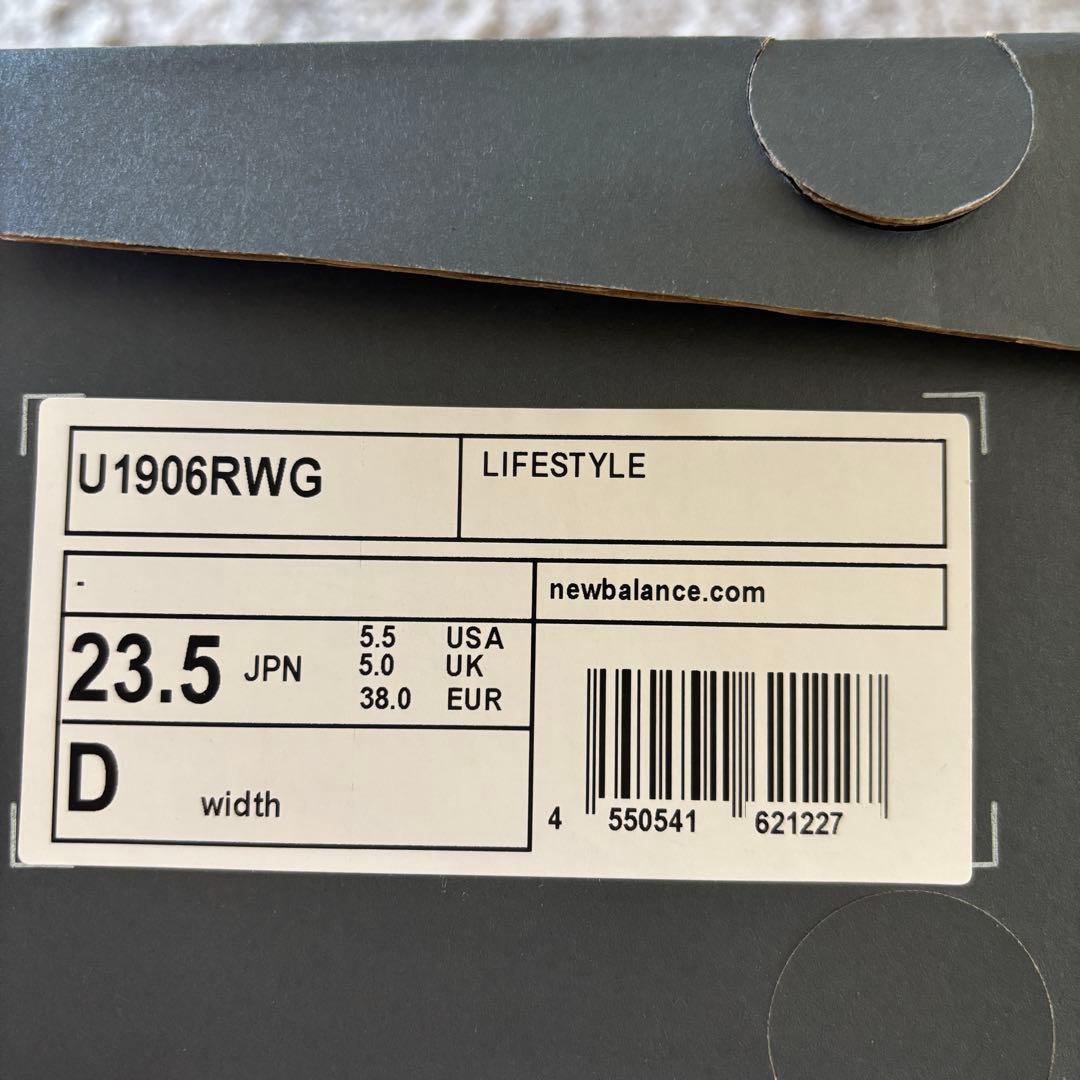 U1906RWG
LIFESTYLE
-
newbalance.com
23.5 JPN
5.5 USA
5.0 UK
38.0 EUR
D width
4 550541 621227